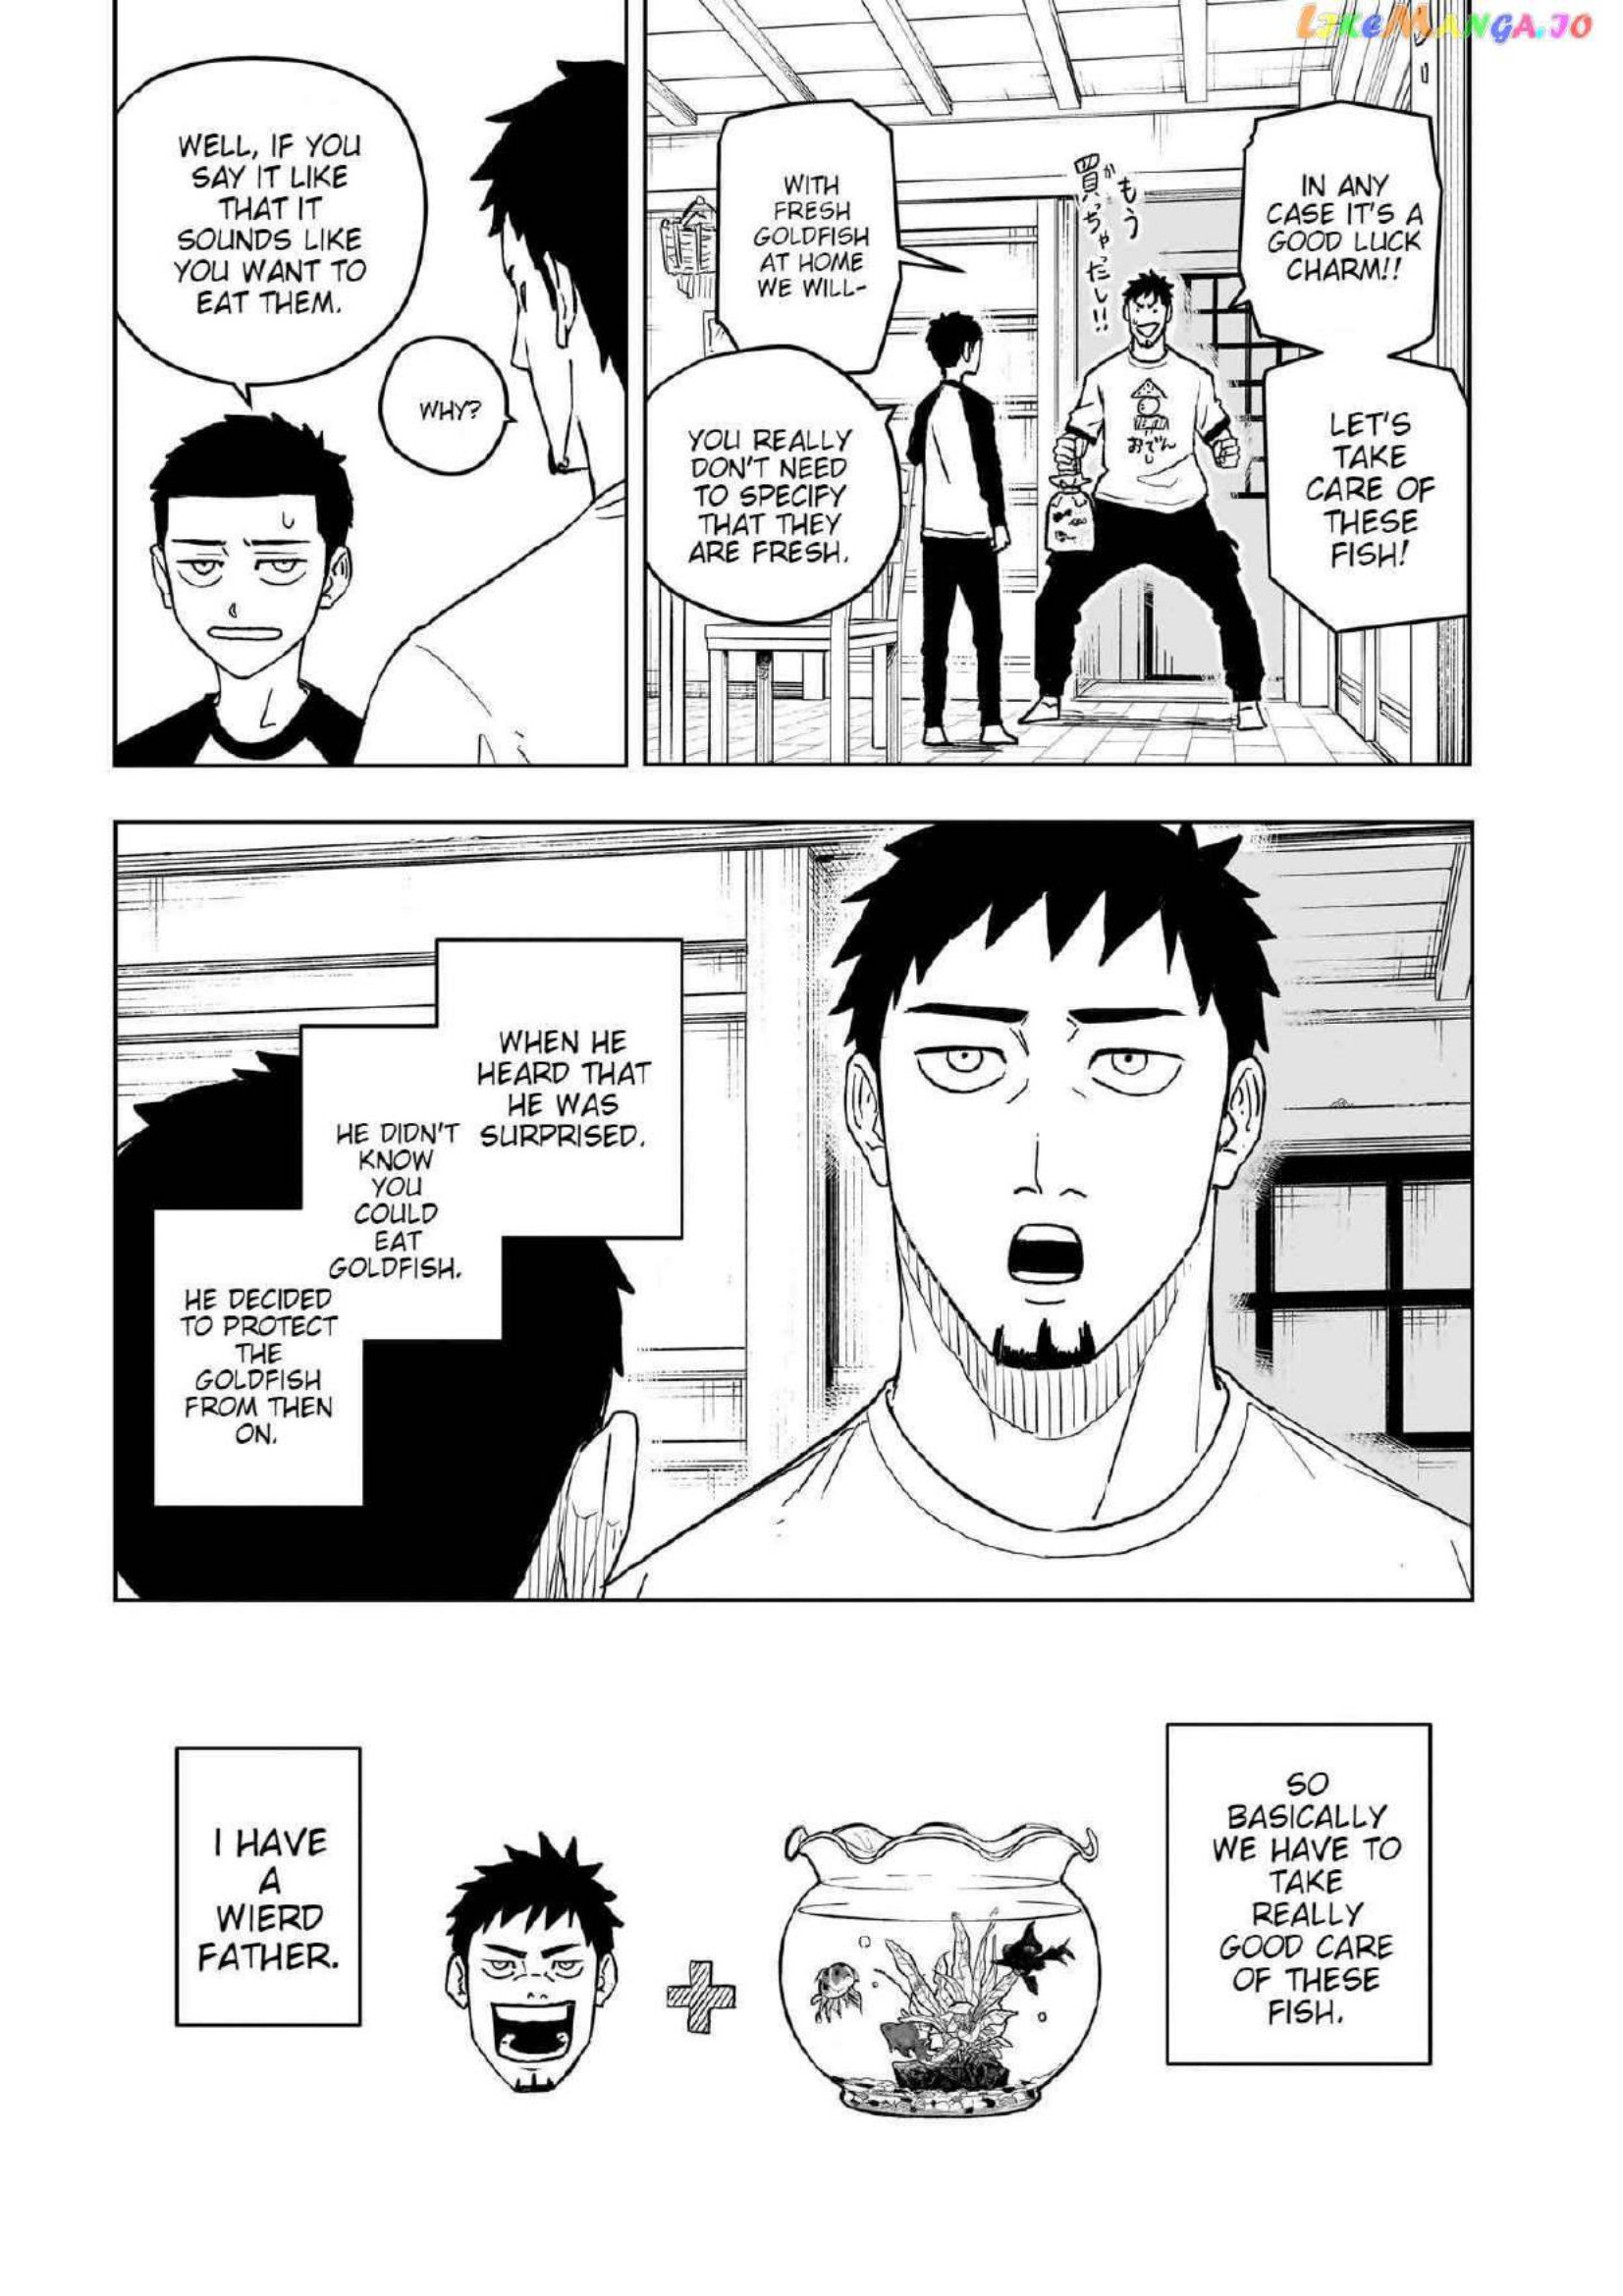 LIKEMANGA.IO
IN ANY
CASE IT'S A
GOOD LUCK
CHARM!!
LET'S
TAKE
CARE OF
THESE
FISH!
もう
買っちゃったし!!
か
おでん
WITH
FRESH
GOLDFISH
AT HOME
WE WILL-
YOU REALLY
DON'T NEED
TO SPECIFY
THAT THEY
ARE FRESH.
WHY?
WELL, IF YOU
SAY IT LIKE
THAT IT
SOUNDS LIKE
YOU WANT TO
EAT THEM.
WHEN HE
HEARD THAT
HE WAS
SURPRISED.
HE DIDN'T
KNOW
YOU
COULD
EAT
GOLDFISH.
HE DECIDED
TO PROTECT
THE
GOLDFISH
FROM THEN
ON.
SO
BASICALLY
WE HAVE TO
TAKE
REALLY
GOOD CARE
OF THESE
FISH.
I HAVE
A
WIERD
FATHER.